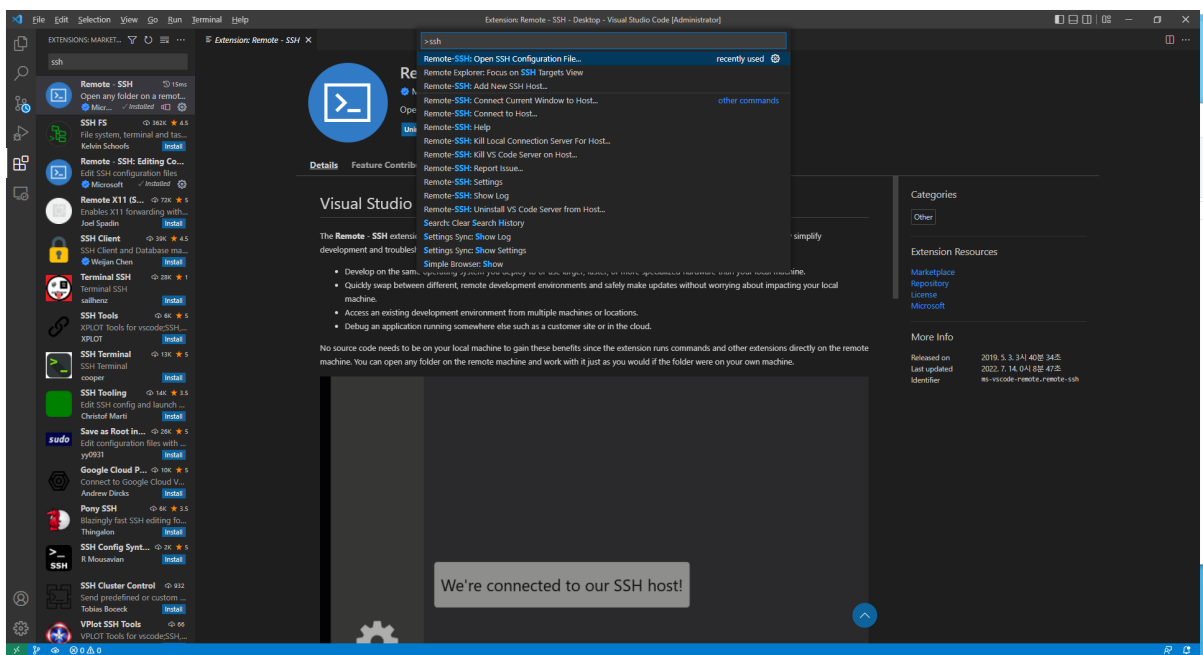 File Edit Selection View Go Run Terminal Help
Extension: Remote - SSH - Desktop - Visual Studio Code [Administrator]
EXTENSIONS: MARKET...
ssh
Remote - SSH 15ms
Open any folder on a remot...
Micr... Installed
SSH FS 362K 4.5
File system, terminal and tas...
Kelvin Schoofs Install
Remote - SSH: Editing Co...
Edit SSH configuration files
Microsoft Installed
Remote X11 (S... 72K 5
Enables X11 forwarding with...
Joel Spadin Install
SSH Client 39K 4.5
SSH Client and Database ma...
Weijan Chen Install
Terminal SSH 28K 1
Terminal SSH
sailhenz Install
SSH Tools 6K 5
XPLOT Tools for vscode;SSH,...
XPLOT Install
SSH Terminal 13K 5
SSH Terminal
cooper Install
SSH Tooling 14K 3.5
Edit SSH config and launch ...
Christof Marti Install
sudo
Save as Root in... 26K 5
Edit configuration files with ...
yy0931 Install
Google Cloud P... 10K 5
Connect to Google Cloud V...
Andrew Dircks Install
Pony SSH 6K 3.5
Blazingly fast SSH editing fo...
Thingalon Install
SSH
SSH Config Synt... 2K 5
R Mousavian Install
SSH Cluster Control 932
Send predefined or custom ...
Tobias Boceck Install
VPlot SSH Tools 66
VPLOT Tools for vscode;SSH,...
Extension: Remote - SSH
>ssh
Remote-SSH: Open SSH Configuration File... recently used
Remote Explorer: Focus on SSH Targets View
Remote-SSH: Add New SSH Host...
Remote-SSH: Connect Current Window to Host... other commands
Remote-SSH: Connect to Host...
Remote-SSH: Help
Remote-SSH: Kill Local Connection Server For Host...
Remote-SSH: Kill VS Code Server on Host...
Remote-SSH: Report Issue...
Remote-SSH: Settings
Remote-SSH: Show Log
Remote-SSH: Uninstall VS Code Server from Host...
Search: Clear Search History
Settings Sync: Show Log
Settings Sync: Show Settings
Simple Browser: Show
Re
M
Ope
Uni
Details Feature Contrib
Visual Studio
The Remote - SSH extensi
y simplify
development and troublesh
Develop on the same operating system you deploy to or use larger, faster, or more specialized hardware than your local machine.
Quickly swap between different, remote development environments and safely make updates without worrying about impacting your local
machine.
Access an existing development environment from multiple machines or locations.
Debug an application running somewhere else such as a customer site or in the cloud.
No source code needs to be on your local machine to gain these benefits since the extension runs commands and other extensions directly on the remote
machine. You can open any folder on the remote machine and work with it just as you would if the folder were on your own machine.
We're connected to our SSH host!
Categories
Other
Extension Resources
Marketplace
Repository
License
Microsoft
More Info
Released on 2019. 5. 3. 3시 40분 34초
Last updated 2022. 7. 14. 0시 8분 47초
Identifier ms-vscode-remote.remote-ssh
0 0